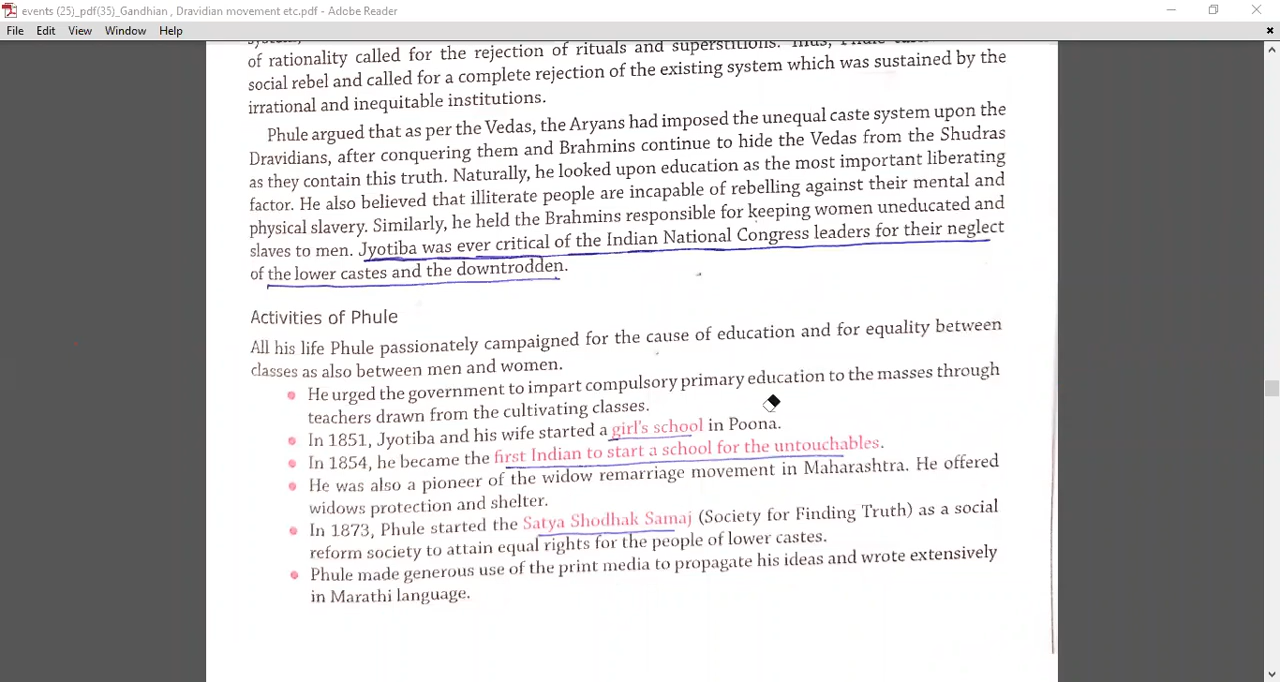 events (25)_pdf(35)_Gandhian , Dravidian movement etc.pdf - Adobe Reader
File Edit View Window Help
of rationality called for the rejection of rituals and superstitions. Thus, Phule
social rebel and called for a complete rejection of the existing system which was sustained by the
irrational and inequitable institutions.
Phule argued that as per the Vedas, the Aryans had imposed the unequal caste system upon the
Dravidians, after conquering them and Brahmins continue to hide the Vedas from the Shudras
as they contain this truth. Naturally, he looked upon education as the most important liberating
factor. He also believed that illiterate people are incapable of rebelling against their mental and
physical slavery. Similarly, he held the Brahmins responsible for keeping women uneducated and
slaves to men. Jyotiba was ever critical of the Indian National Congress leaders for their neglect
of the lower castes and the downtrodden.
Activities of Phule
All his life Phule passionately campaigned for the cause of education and for equality between
classes as also between men and women.
He urged the government to impart compulsory primary education to the masses through
teachers drawn from the cultivating classes.
In 1851, Jyotiba and his wife started a girl's school in Poona.
In 1854, he became the first Indian to start a school for the untouchables.
He was also a pioneer of the widow remarriage movement in Maharashtra. He offered
widows protection and shelter.
In 1873, Phule started the Satya Shodhak Samaj (Society for Finding Truth) as a social
reform society to attain equal rights for the people of lower castes.
Phule made generous use of the print media to propagate his ideas and wrote extensively
in Marathi language.